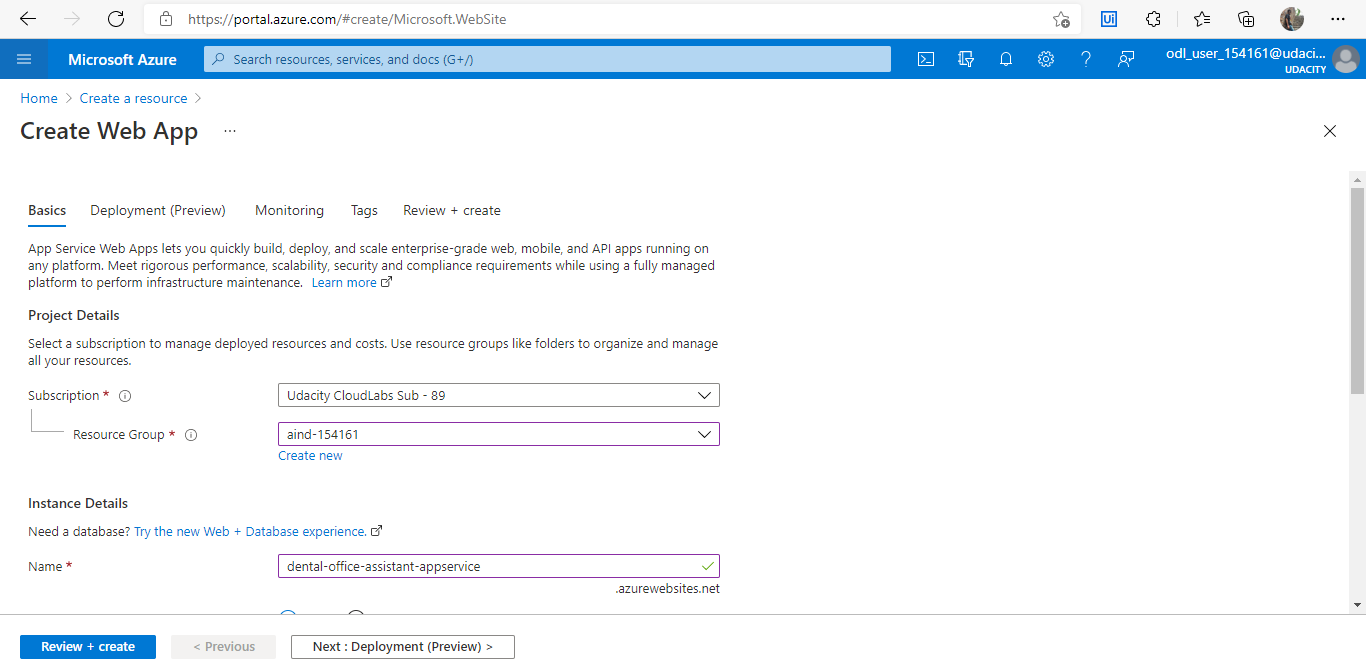 https://portal.azure.com/#create/Microsoft.WebSite
Ui
Microsoft Azure
Search resources, services, and docs (G+/)
odl_user_154161@udaci...
UDACITY
Home > Create a resource >
Create Web App ...
Basics Deployment (Preview) Monitoring Tags Review + create
App Service Web Apps lets you quickly build, deploy, and scale enterprise-grade web, mobile, and API apps running on
any platform. Meet rigorous performance, scalability, security and compliance requirements while using a fully managed
platform to perform infrastructure maintenance. Learn more
Project Details
Select a subscription to manage deployed resources and costs. Use resource groups like folders to organize and manage
all your resources.
Subscription * Udacity CloudLabs Sub - 89
Resource Group * aind-154161
Create new
Instance Details
Need a database? Try the new Web + Database experience.
Name * dental-office-assistant-appservice
.azurewebsites.net
Review + create < Previous Next : Deployment (Preview) >